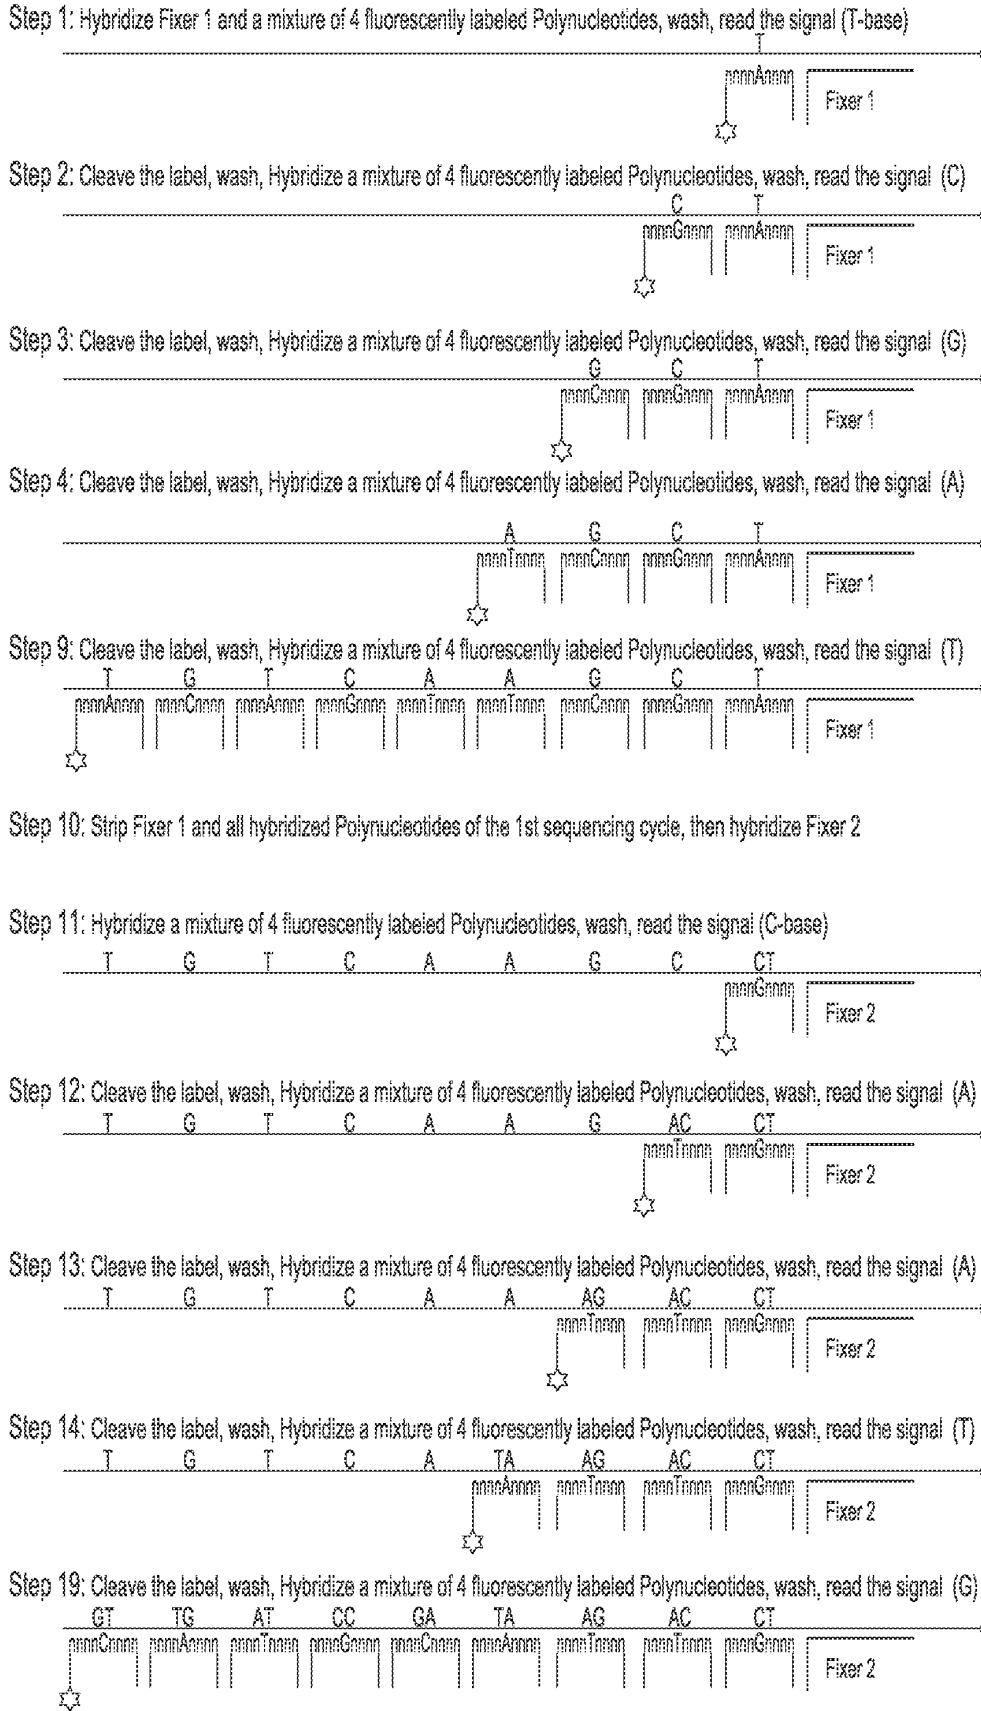 Step 1: Hybridize Fixer 1 and a mixture of 4 fluorescently labeled Polynucleotides, wash, read the signal (T-base)
T
nnnnAnnnn
Fixer 1
Step 2: Cleave the label, wash, Hybridize a mixture of 4 fluorescently labeled Polynucleotides, wash, read the signal (C)
C T
nnnnGnnnn nnnnAnnnn
Fixer 1
Step 3: Cleave the label, wash, Hybridize a mixture of 4 fluorescently labeled Polynucleotides, wash, read the signal (G)
G C T
nnnnCnnnn nnnnGnnnn nnnnAnnnn
Fixer 1
Step 4: Cleave the label, wash, Hybridize a mixture of 4 fluorescently labeled Polynucleotides, wash, read the signal (A)
A G C T
nnnnTnnnn nnnnCnnnn nnnnGnnnn nnnnAnnnn
Fixer 1
Step 9: Cleave the label, wash, Hybridize a mixture of 4 fluorescently labeled Polynucleotides, wash, read the signal (T)
T G T C A A G C T
nnnnAnnnn nnnnCnnnn nnnnAnnnn nnnnGnnnn nnnnTnnnn nnnnTnnnn nnnnCnnnn nnnnGnnnn nnnnAnnnn
Fixer 1
Step 10: Strip Fixer 1 and all hybridized Polynucleotides of the 1st sequencing cycle, then hybridize Fixer 2
Step 11: Hybridize a mixture of 4 fluorescently labeled Polynucleotides, wash, read the signal (C-base)
T G T C A A G C CT
nnnnGnnnn
Fixer 2
Step 12: Cleave the label, wash, Hybridize a mixture of 4 fluorescently labeled Polynucleotides, wash, read the signal (A)
T G T C A A G AC CT
nnnnTnnnn nnnnGnnnn
Fixer 2
Step 13: Cleave the label, wash, Hybridize a mixture of 4 fluorescently labeled Polynucleotides, wash, read the signal (A)
T G T C A A AG AC CT
nnnnTnnnn nnnnTnnnn nnnnGnnnn
Fixer 2
Step 14: Cleave the label, wash, Hybridize a mixture of 4 fluorescently labeled Polynucleotides, wash, read the signal (T)
T G T C A TA AG AC CT
nnnnAnnnn nnnnTnnnn nnnnTnnnn nnnnGnnnn
Fixer 2
Step 19: Cleave the label, wash, Hybridize a mixture of 4 fluorescently labeled Polynucleotides, wash, read the signal (G)
GT TG AT CC GA TA AG AC CT
nnnnCnnnn nnnnAnnnn nnnnTnnnn nnnnGnnnn nnnnCnnnn nnnnAnnnn nnnnTnnnn nnnnTnnnn nnnnGnnnn
Fixer 2